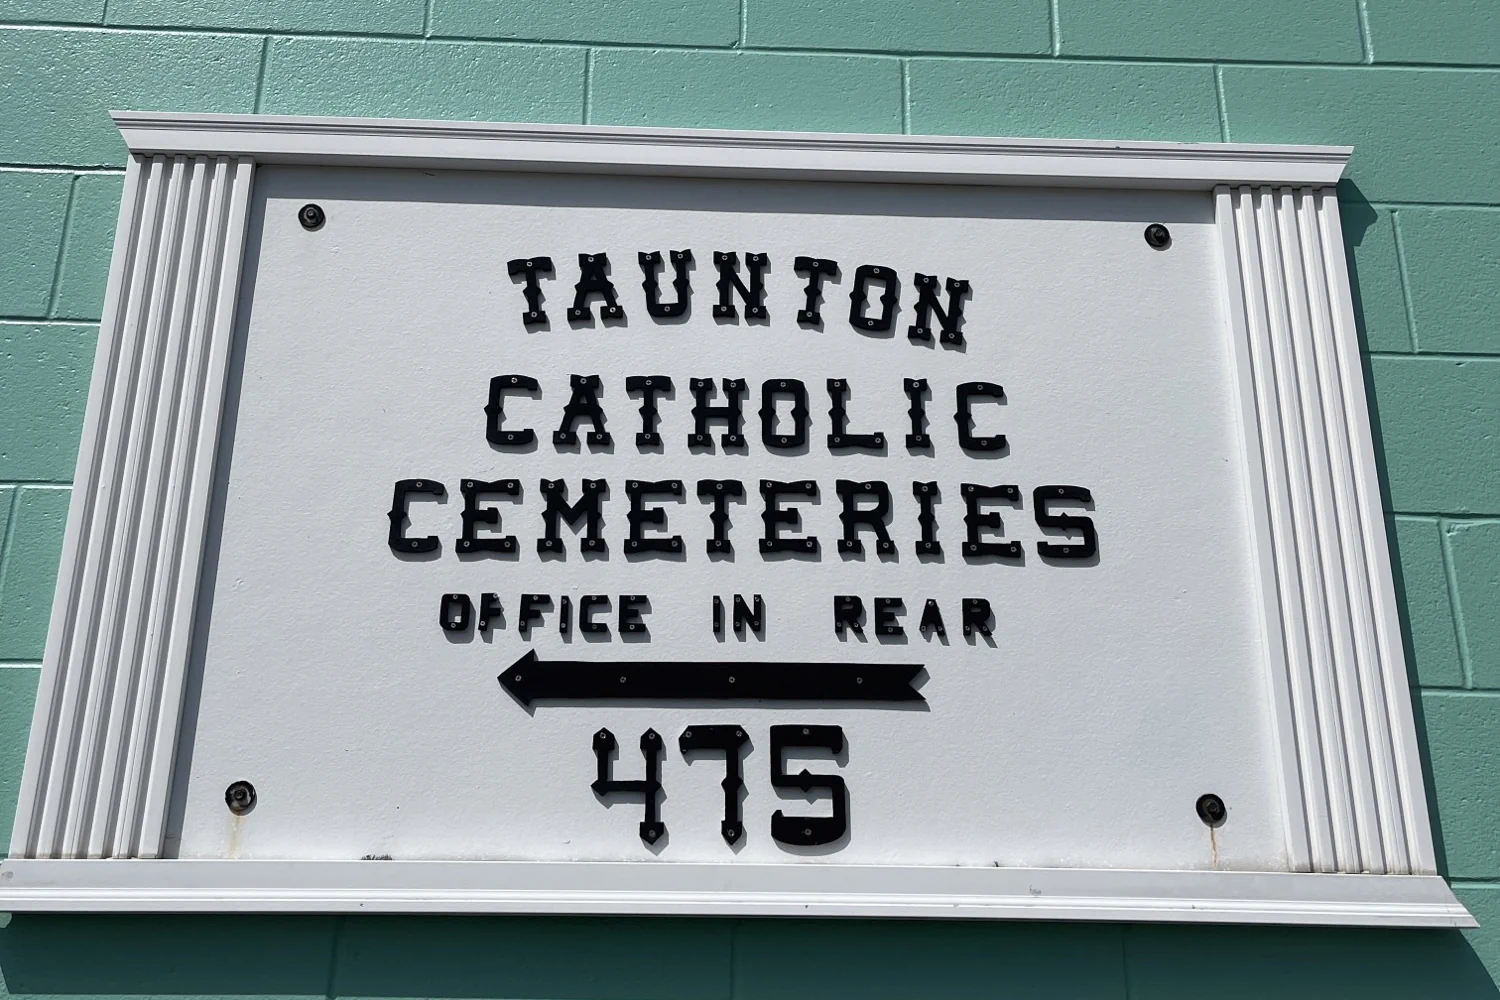 TAUNTON
CATHOLIC
CEMETERIES
OFFICE IN REAR
475